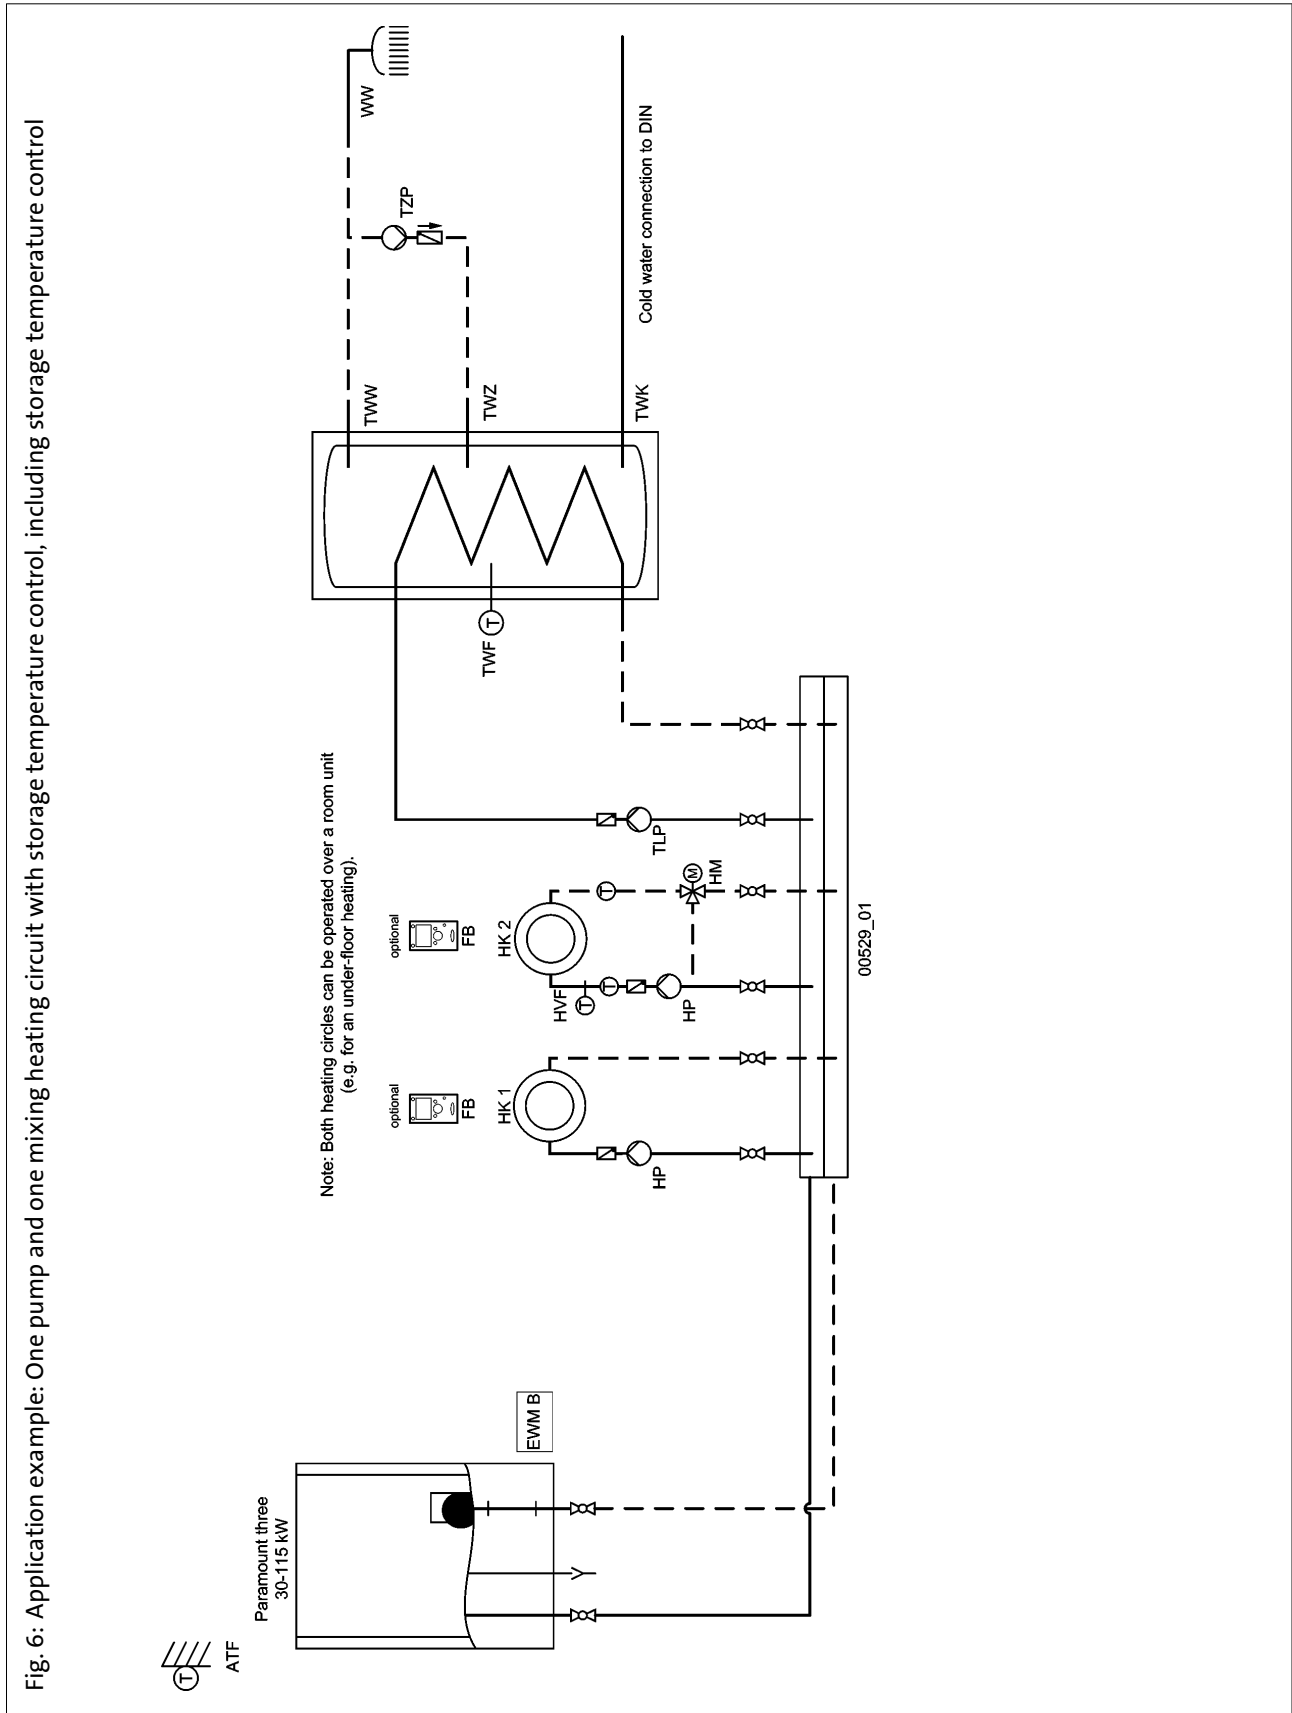 Fig. 6: Application example: One pump and one mixing heating circuit with storage temperature control, including storage temperature control
T
ATF
Paramount three
30-115 kW
EWM B
Note: Both heating circles can be operated over a room unit
(e.g. for an under-floor heating).
optional
FB
HK 1
HP
optional
FB
HK 2
HVF
T
T
HP
T
M
HM
TLP
TWF
T
TWW
TWZ
TWK
WW
TZP
Cold water connection to DIN
00529_01